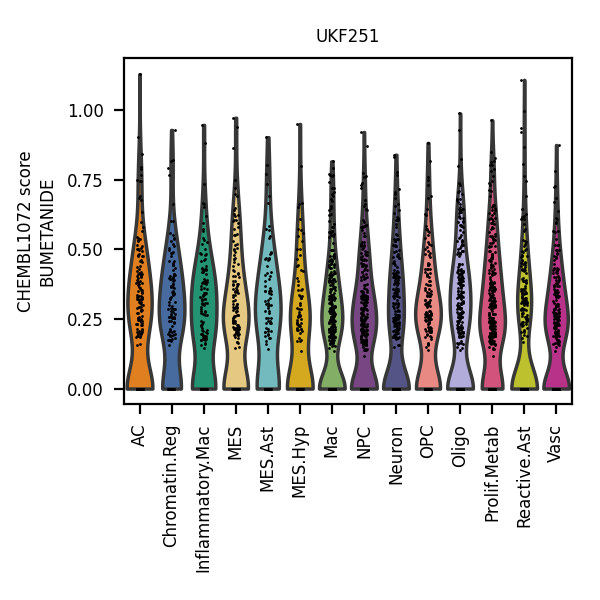 UKF251
CHEMBL1072 score
BUMETANIDE
1.00
0.75
0.50
0.25
0.00
AC
Chromatin.Reg
Inflammatory.Mac
MES
MES.Ast
MES.Hyp
Mac
NPC
Neuron
OPC
Oligo
Prolif.Metab
Reactive.Ast
Vasc